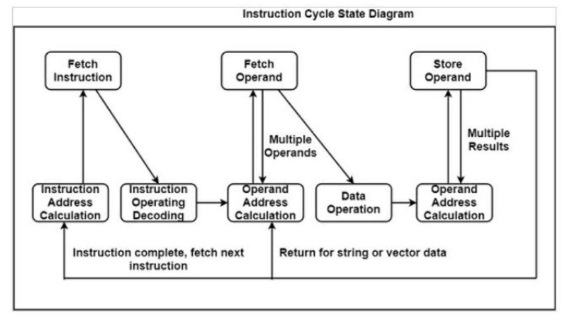 Instruction Cycle State Diagram
Fetch
Instruction
Fetch
Operand
Store
Operand
Multiple
Operands
Multiple
Results
Instruction
Address
Calculation
Instruction
Operating
Decoding
Operand
Address
Calculation
Data
Operation
Operand
Address
Calculation
Instruction complete, fetch next
instruction
Return for string or vector data